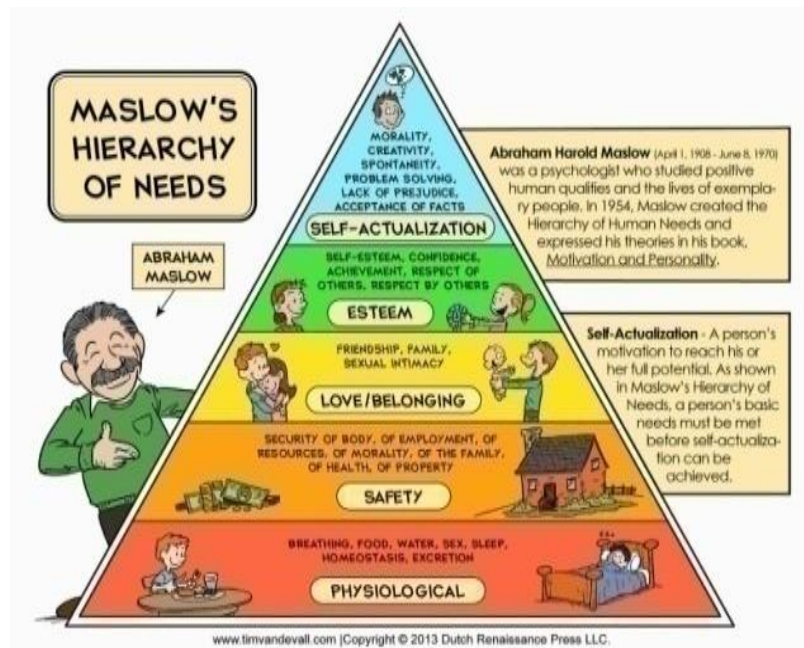 MASLOW'S
HIERARCHY
OF NEEDS
ABRAHAM
MASLOW
MORALITY,
CREATIVITY,
SPONTANEITY,
PROBLEM SOLVING,
LACK OF PREJUDICE,
ACCEPTANCE OF FACTS
SELF-ACTUALIZATION
SELF-ESTEEM, CONFIDENCE,
ACHIEVEMENT, RESPECT OF
OTHERS, RESPECT BY OTHERS
ESTEEM
FRIENDSHIP, FAMILY,
SEXUAL INTIMACY
LOVE/BELONGING
SECURITY OF BODY, OF EMPLOYMENT, OF
RESOURCES, OF MORALITY, OF THE FAMILY,
OF HEALTH, OF PROPERTY
SAFETY
BREATHING, FOOD, WATER, SEX, SLEEP,
HOMEOSTASIS, EXCRETION
PHYSIOLOGICAL
Abraham Harold Maslow (April 1, 1908 - June 8, 1970)
was a psychologist who studied positive
human qualities and the lives of exempla-
ry people. In 1954, Maslow created the
Hierarchy of Human Needs and
expressed his theories in his book,
Motivation and Personality.
Self-Actualization - A person's
motivation to reach his or
her full potential. As shown
in Maslow's Hierarchy of
Needs, a person's basic
needs must be met
before self-actualiza-
tion can be
achieved.
www.timvandevall.com |Copyright © 2013 Dutch Renaissance Press LLC.